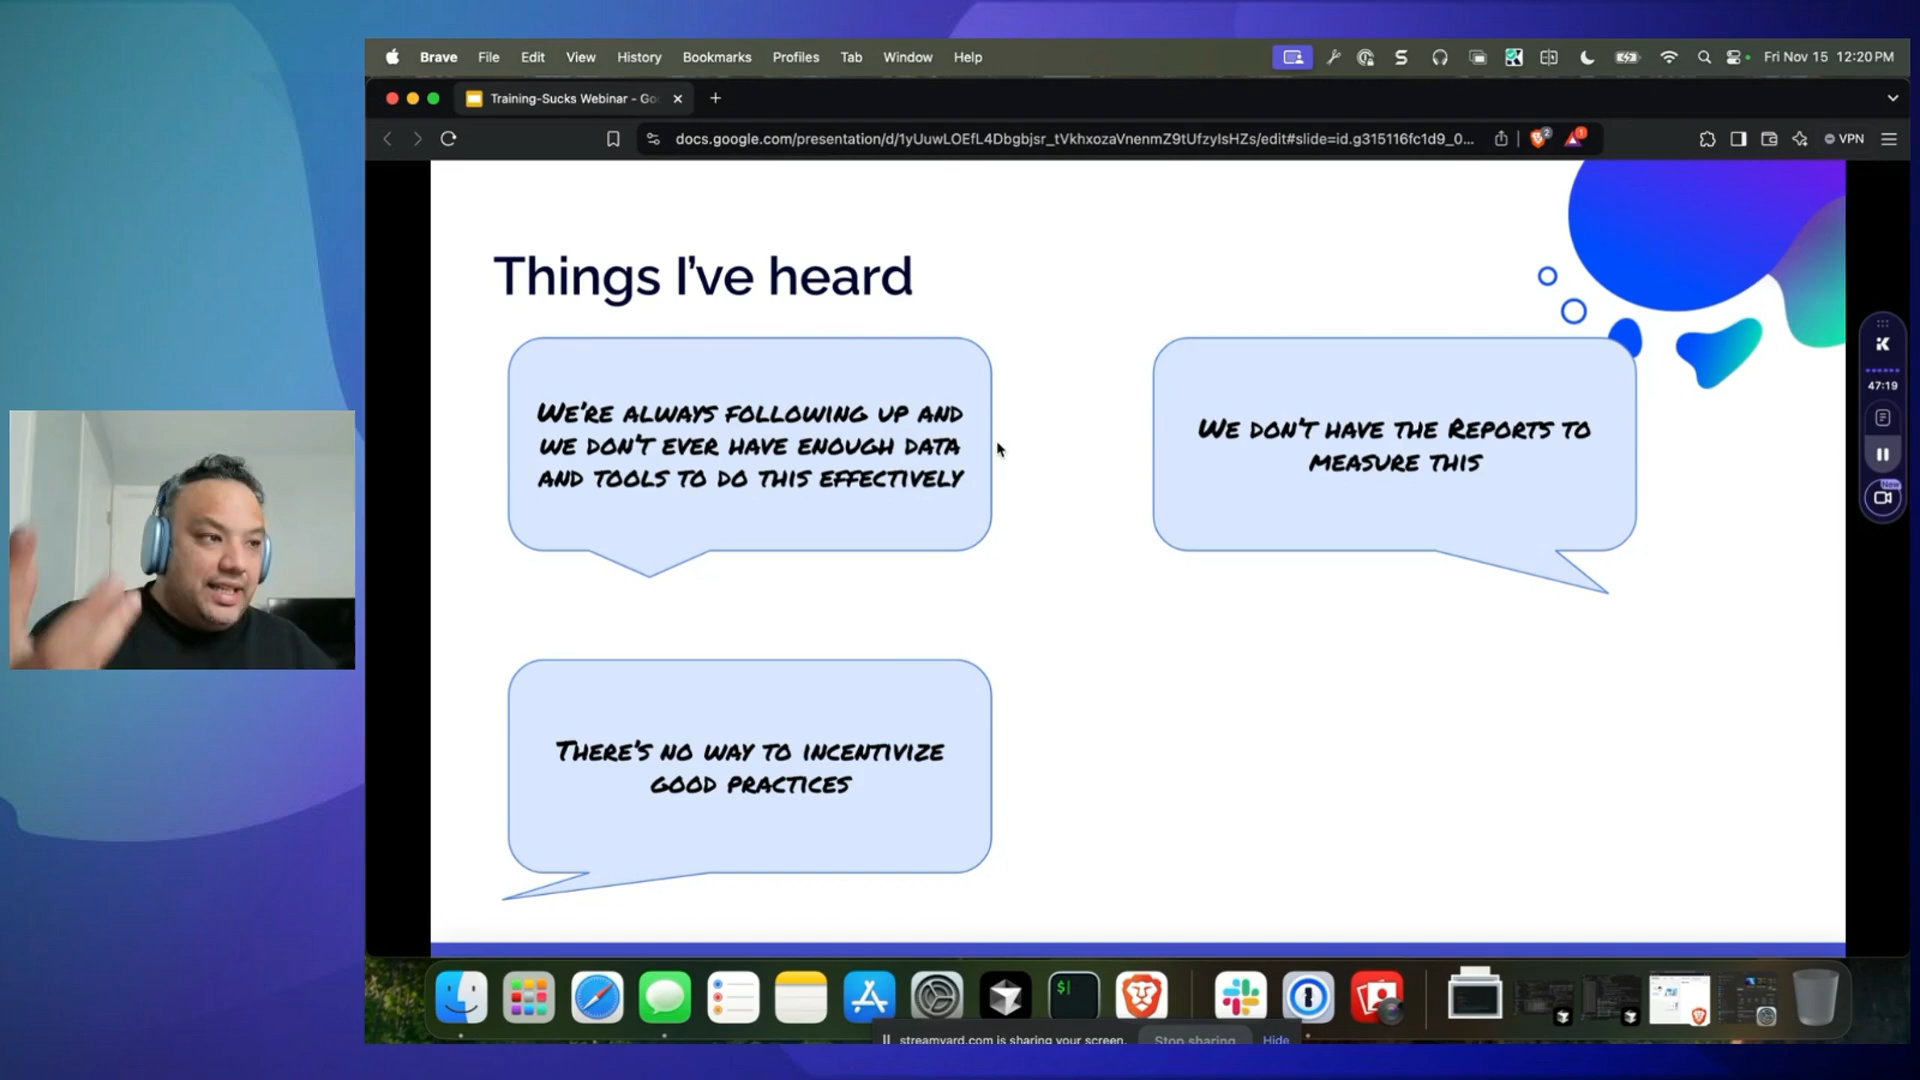 Brave File Edit View History Bookmarks Profiles Tab Window Help Fri Nov 15 12:20 PM
Training-Sucks Webinar - Go
docs.google.com/presentation/d/1yUuwLOEfL4Dbgbjsr_tVkhxozaVnenmZ9tUfzyIsHZs/edit#slide=id.g315116fc1d9_0... 2 1 VPN
Things I've heard
We're always following up and
we don't ever have enough data
and tools to do this effectively
We don't have the Reports to
measure this
There's no way to incentivize
good practices
47:19
New
streamyard.com is sharing your screen. Stop sharing Hide